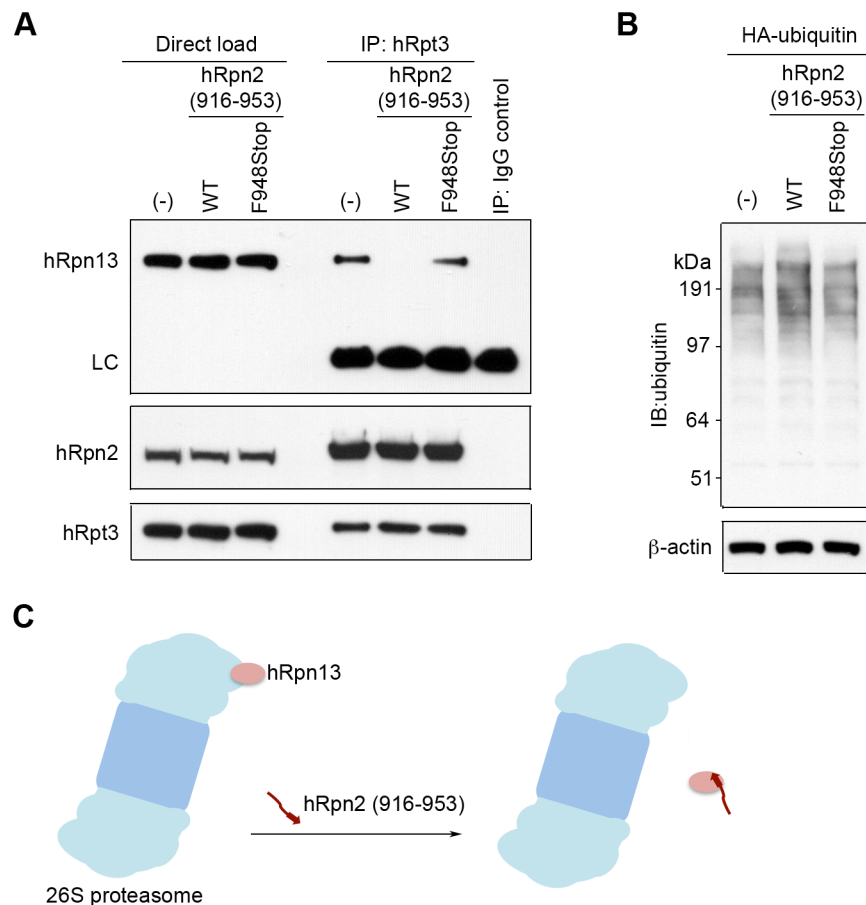 A
Direct load
IP: hRpt3
hRpn2
(916-953)
hRpn2
(916-953)
(-)
WT
F948Stop
(-)
WT
F948Stop
IP: IgG control
hRpn13
LC
hRpn2
hRpt3
B
HA-ubiquitin
hRpn2
(916-953)
(-)
WT
F948Stop
kDa
191
97
64
51
IB:ubiquitin
β-actin
C
hRpn13
hRpn2 (916-953)
26S proteasome